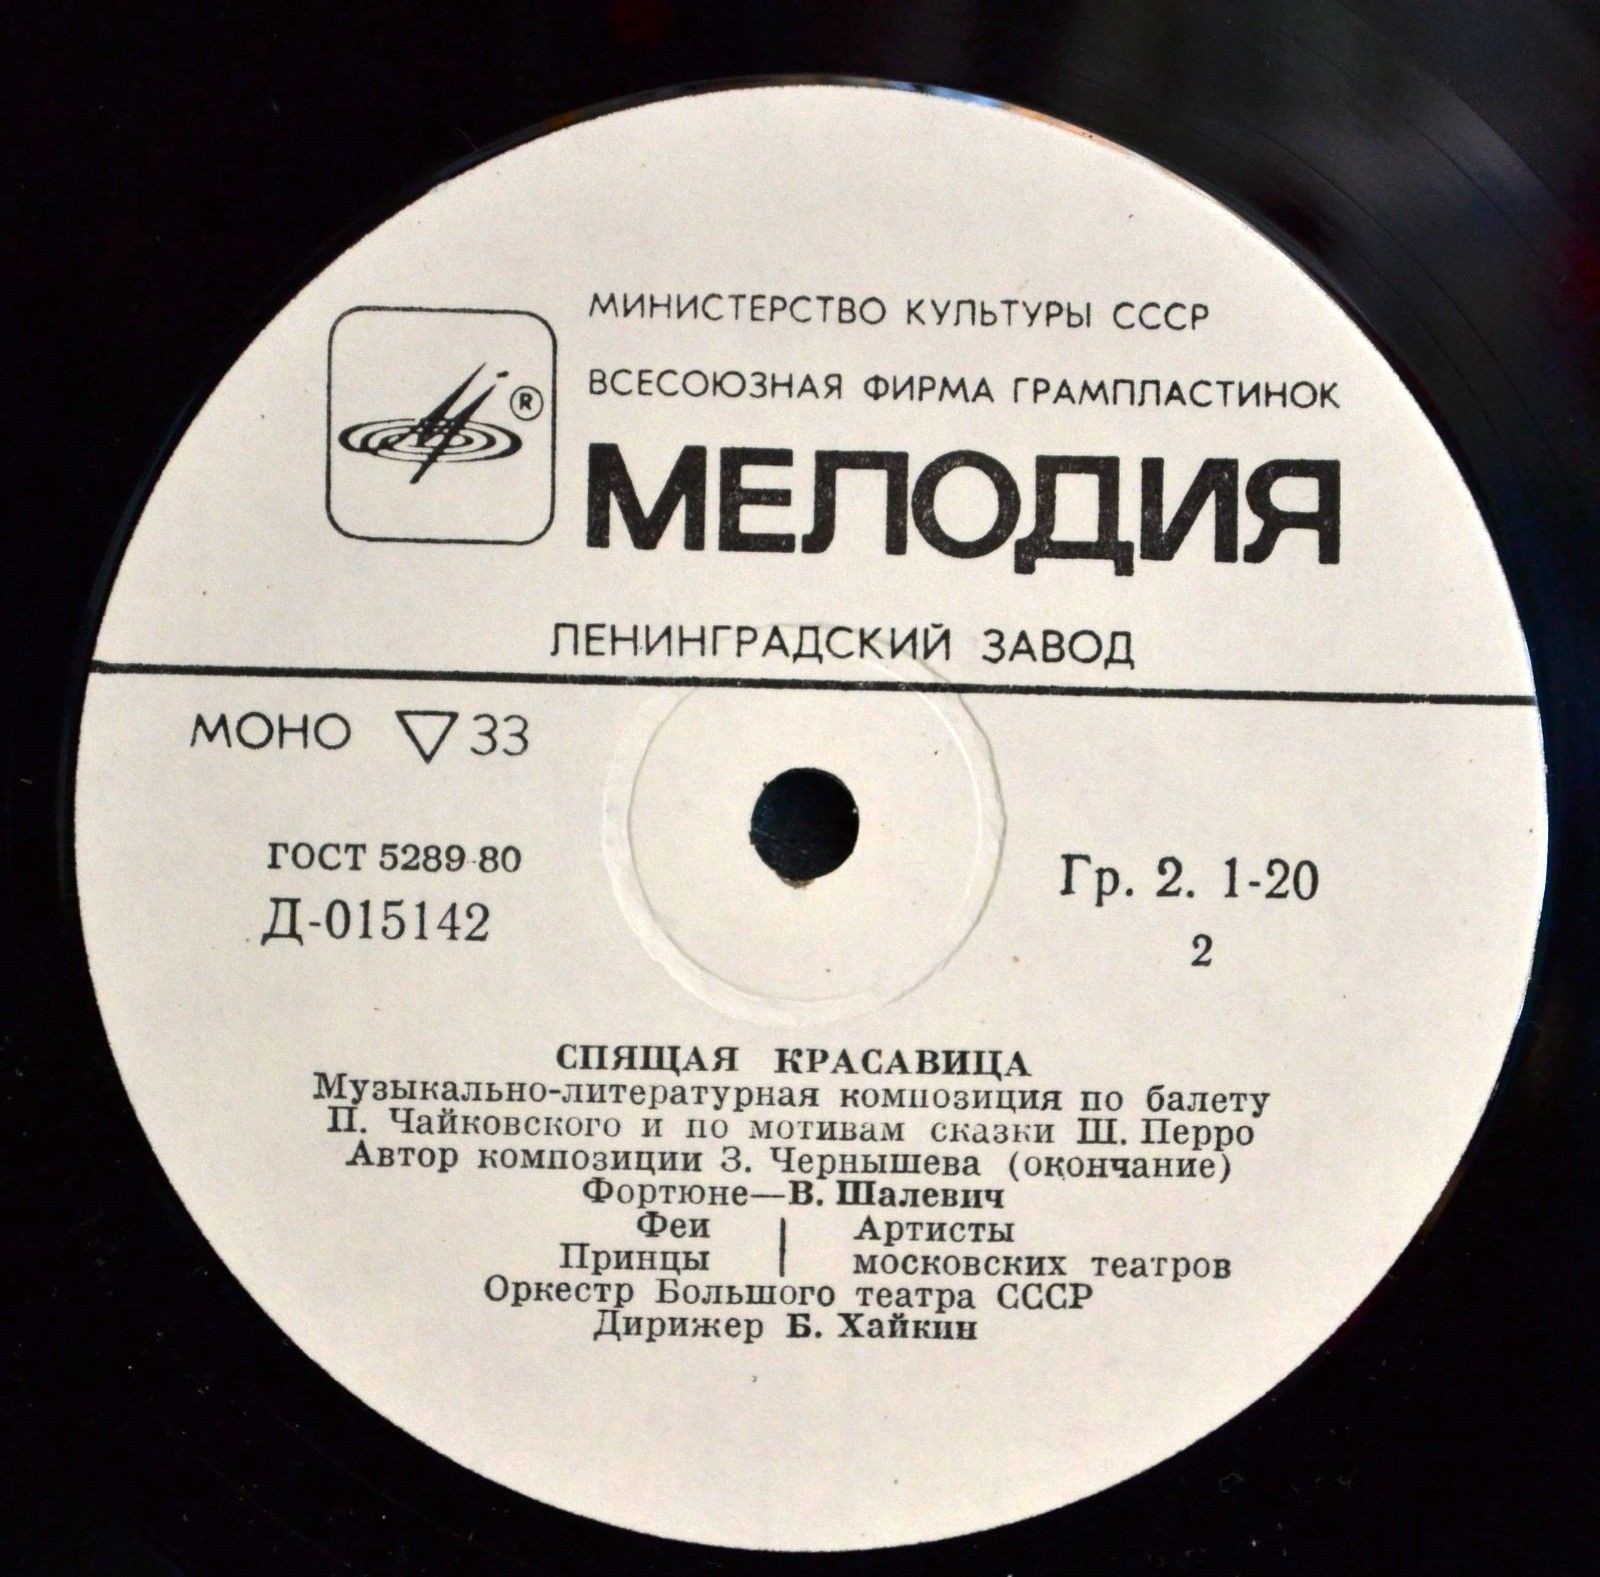 МИНИСТЕРСТВО КУЛЬТУРЫ СССР
ВСЕСОЮЗНАЯ ФИРМА ГРАМПЛАСТИНОК
®
МЕЛОДИЯ
ЛЕНИНГРАДСКИЙ ЗАВОД
МОНО ▽ 33
ГОСТ 5289-80
Д-015142
Гр. 2. 1-20
2
СПЯЩАЯ КРАСАВИЦА
Музыкально-литературная композиция по балету
П. Чайковского и по мотивам сказки Ш. Перро
Автор композиции З. Чернышева (окончание)
Фортюне—В. Шалевич
Феи | Артисты
Принцы | московских театров
Оркестр Большого театра СССР
Дирижер Б. Хайкин